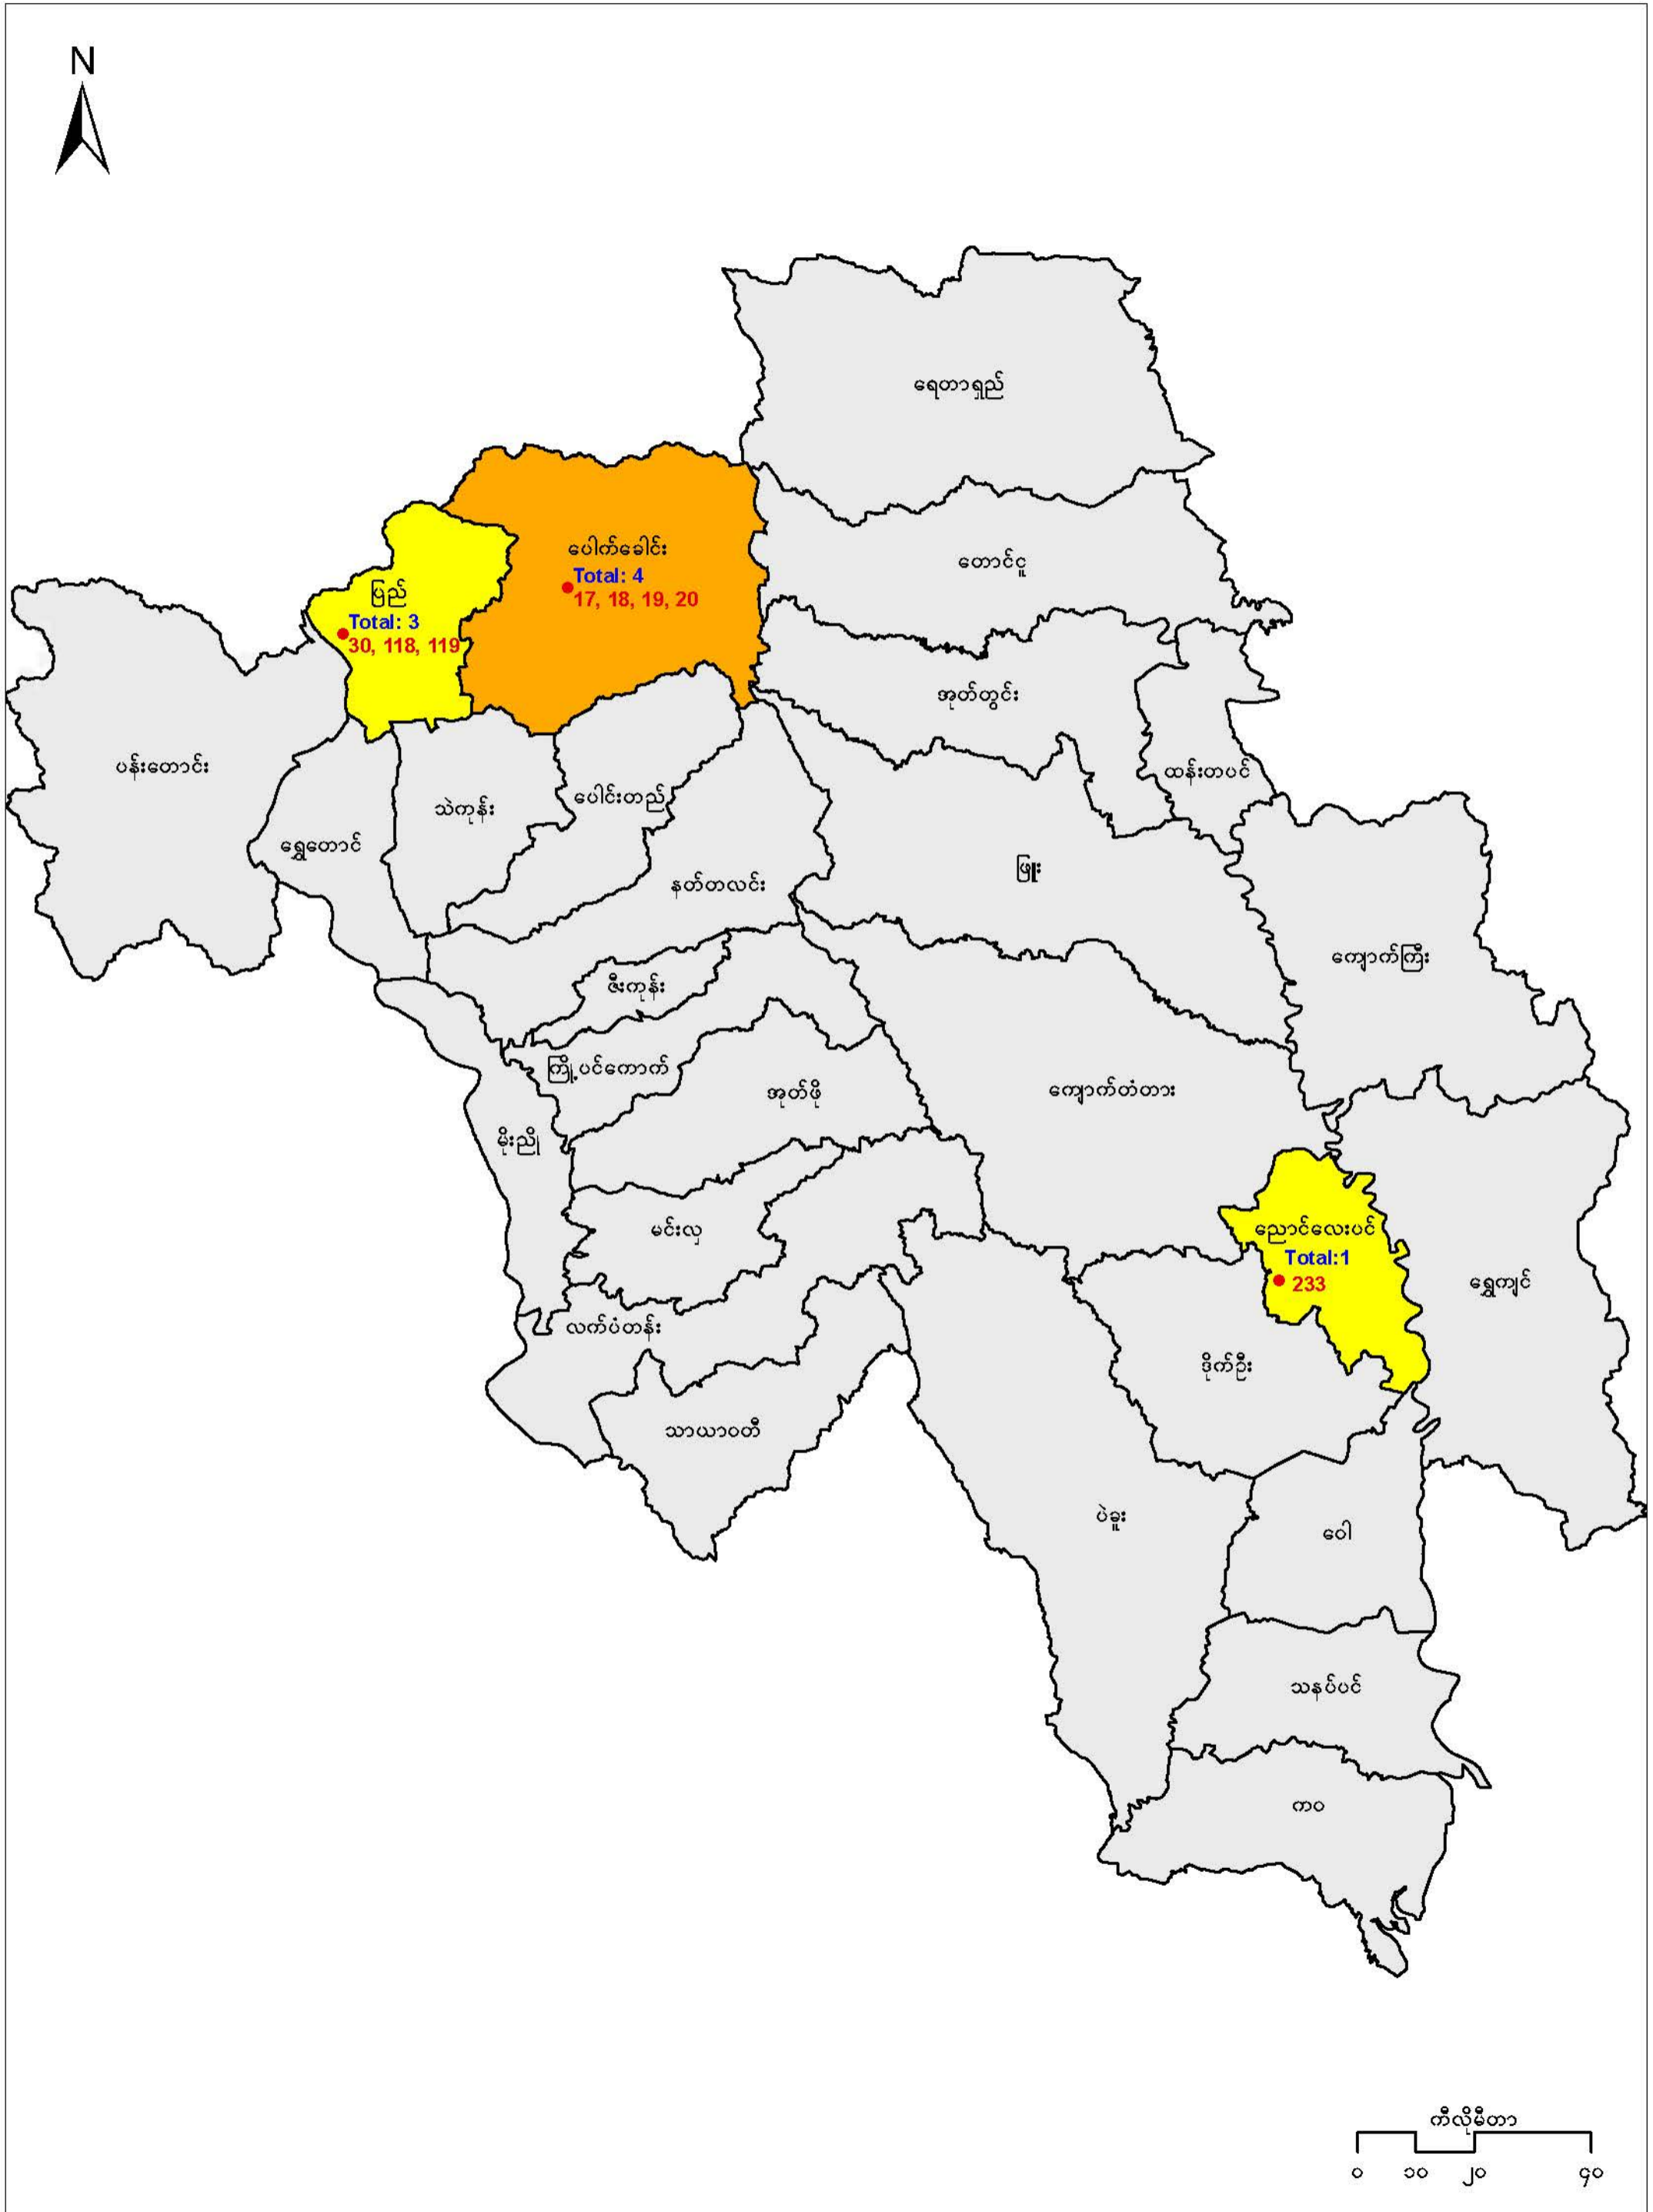 N
ရေတာရှည်
ပေါက်ခေါင်း
Total: 4
17, 18, 19, 20
တောင်ငူ
ပြည်
Total: 3
30, 118, 119
အုတ်တွင်း
ပန်းတောင်း
ထန်းတပင်
သဲကုန်း
ပေါင်းတည်
ရွှေတောင်
ဖြူး
နတ်တလင်း
ကျောက်ကြီး
ဇီးကုန်း
ကြို့ပင်ကောက်
အုတ်ဖို
ကျောက်တံတား
မိုးညို
မင်းလှ
ညောင်လေးပင်
Total:1
233
ရွှေကျင်
လက်ပံတန်း
ဒိုက်ဦး
သာယာဝတီ
ပဲခူး
ဝေါ
သနပ်ပင်
ကဝ
ကီလိုမီတာ
၀ ၁၀ ၂၀ ၄၀